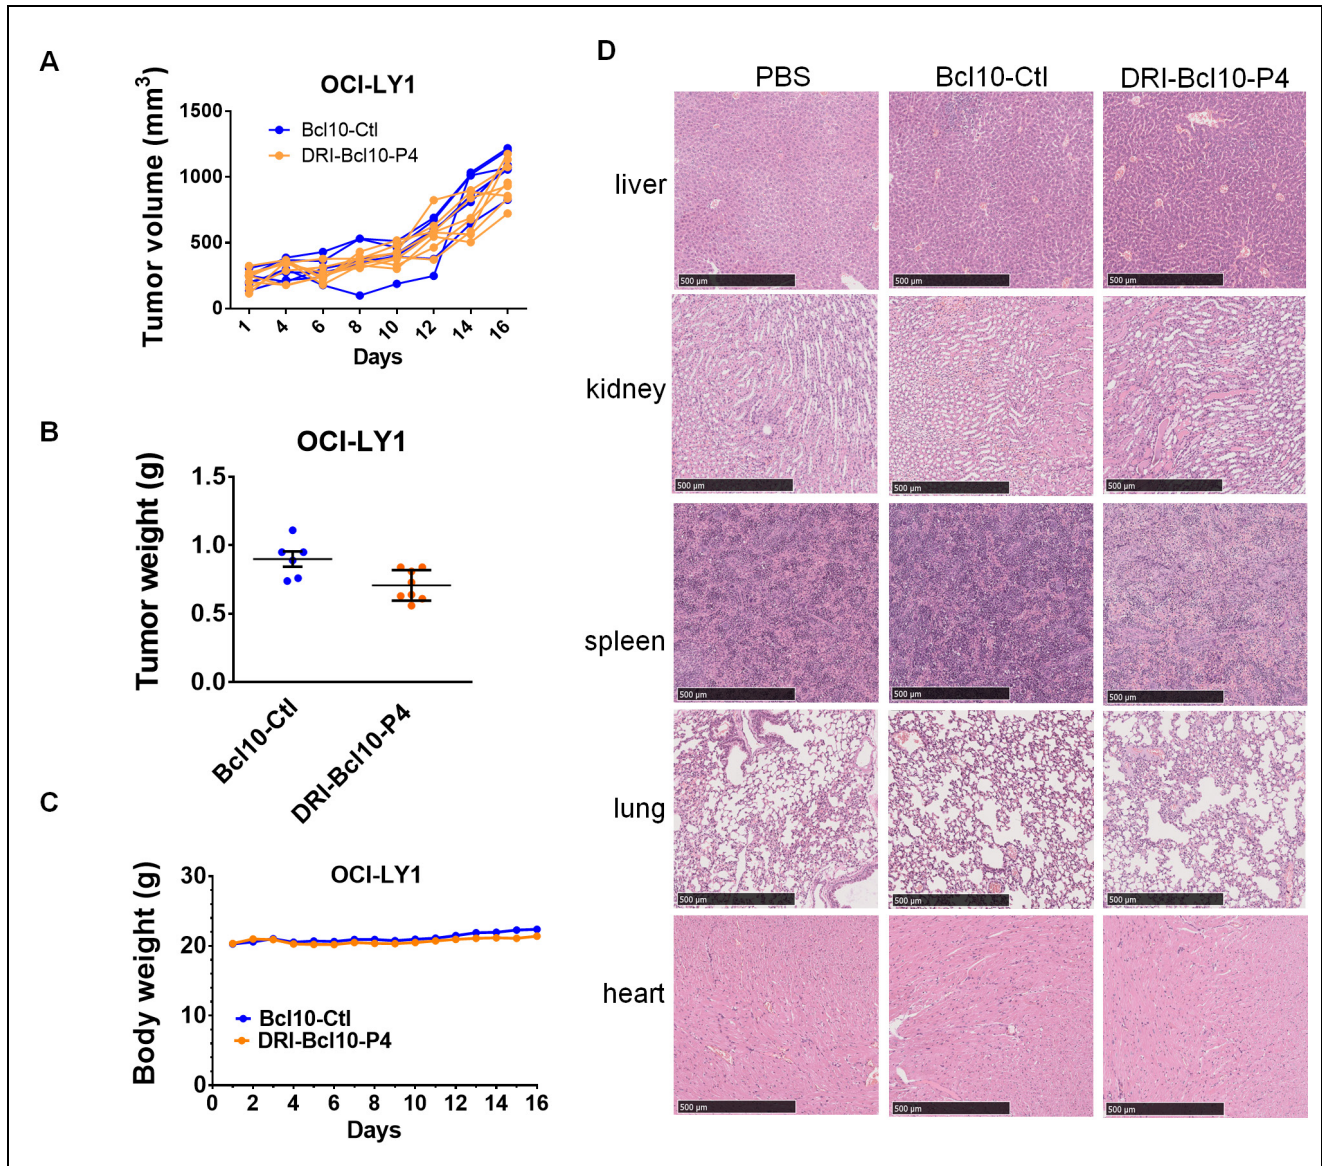 A
OCI-LY1
Tumor volume (mm3)
1500
1000
500
0
Bcl10-Ctl
DRI-Bcl10-P4
1 4 6 8 10 12 14 16
Days
B
OCI-LY1
Tumor weight (g)
1.5
1.0
0.5
0.0
Bcl10-Ctl
DRI-Bcl10-P4
C
OCI-LY1
Body weight (g)
30
20
10
0
Bcl10-Ctl
DRI-Bcl10-P4
0 2 4 6 8 10 12 14 16
Days
D
PBS Bcl10-Ctl DRI-Bcl10-P4
liver
500 µm 500 µm 500 µm
kidney
500 µm 500 µm 500 µm
spleen
500 µm 500 µm 500 µm
lung
500 µm 500 µm 500 µm
heart
500 µm 500 µm 500 µm